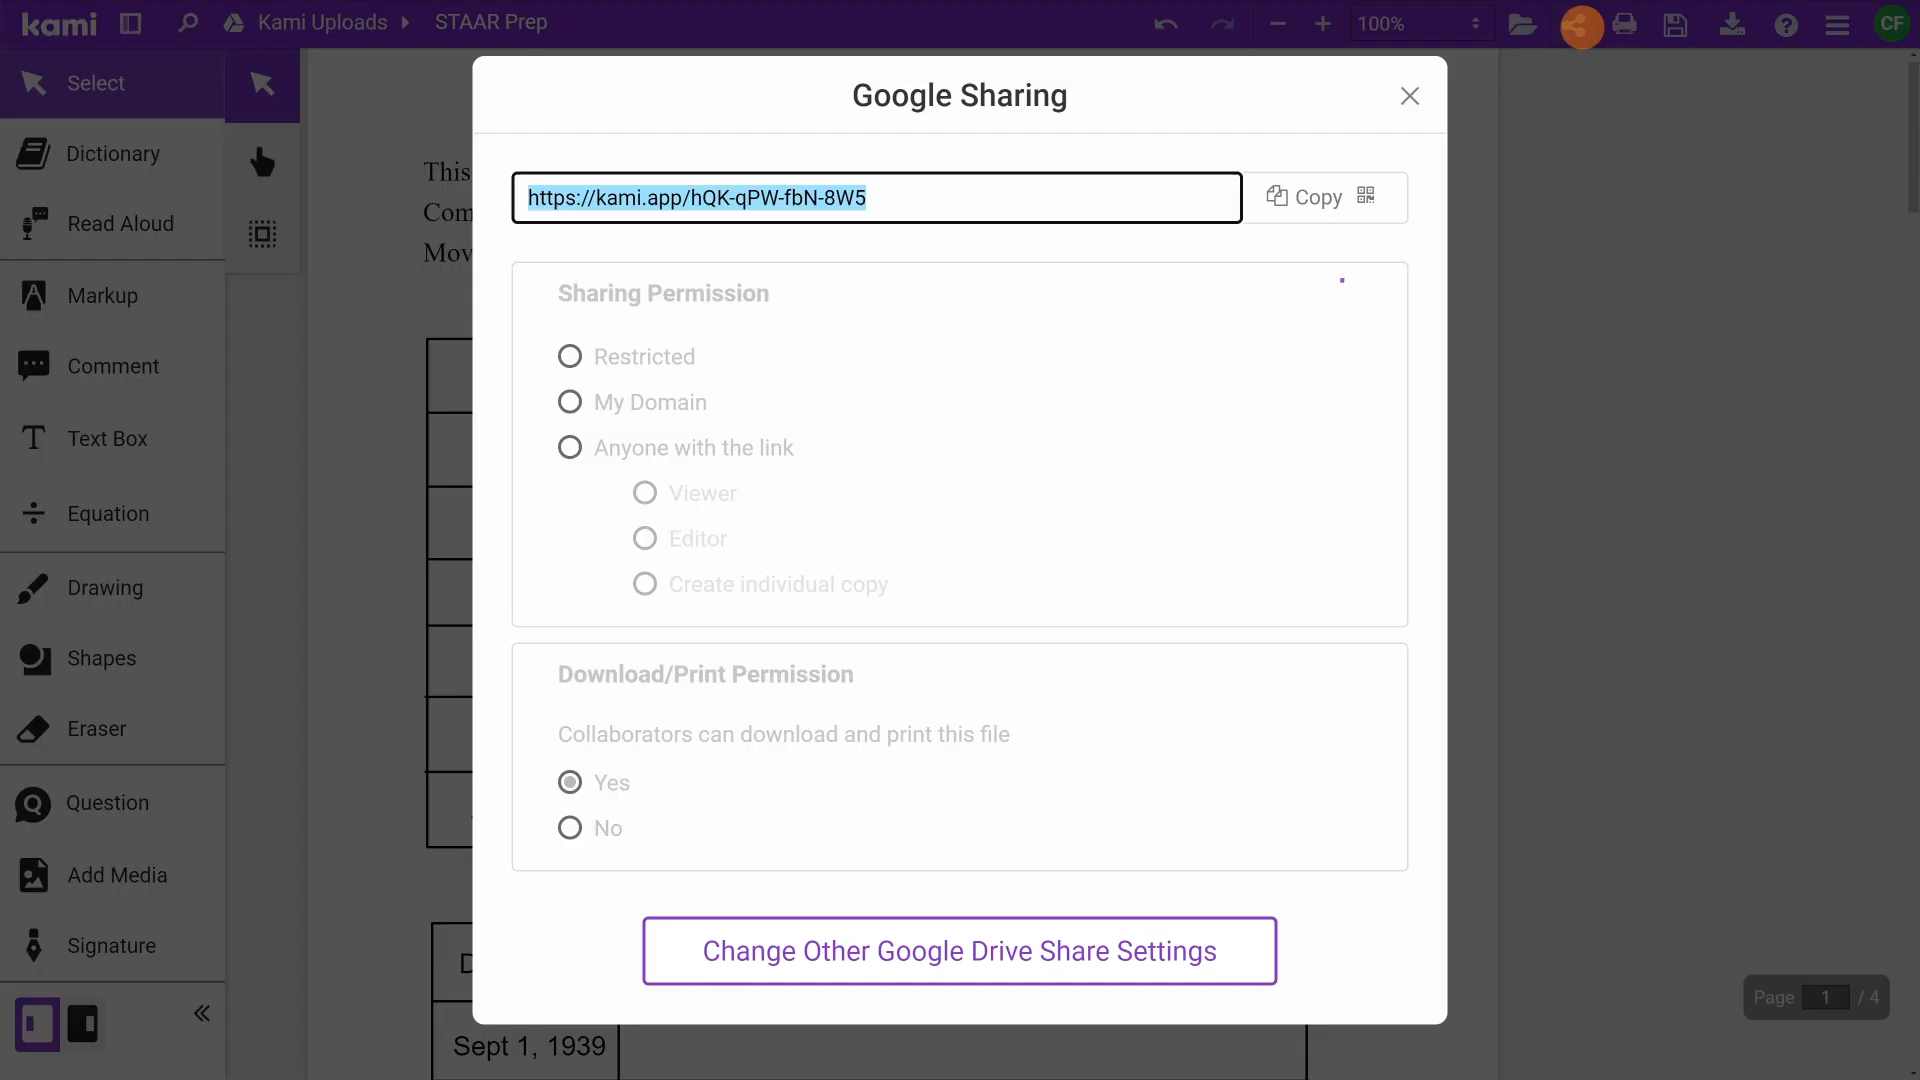 kami
Kami Uploads
STAAR Prep
100%
CF
Select
Dictionary
Read Aloud
Markup
Comment
Text Box
Equation
Drawing
Shapes
Eraser
Question
Add Media
Signature
This
Com
Mov
Google Sharing
https://kami.app/hQK-qPW-fbN-8W5
Copy
Sharing Permission
Restricted
My Domain
Anyone with the link
Viewer
Editor
Create individual copy
Download/Print Permission
Collaborators can download and print this file
Yes
No
Change Other Google Drive Share Settings
D
Sept 1, 1939
Page 1 / 4